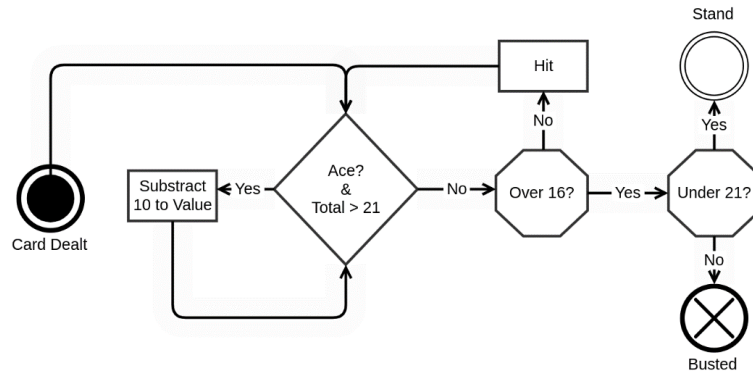 Stand
Hit
No
Yes
Ace?
&
Total > 21
Substract
10 to Value
Yes
No
Over 16?
Yes
Under 21?
Card Dealt
No
Busted